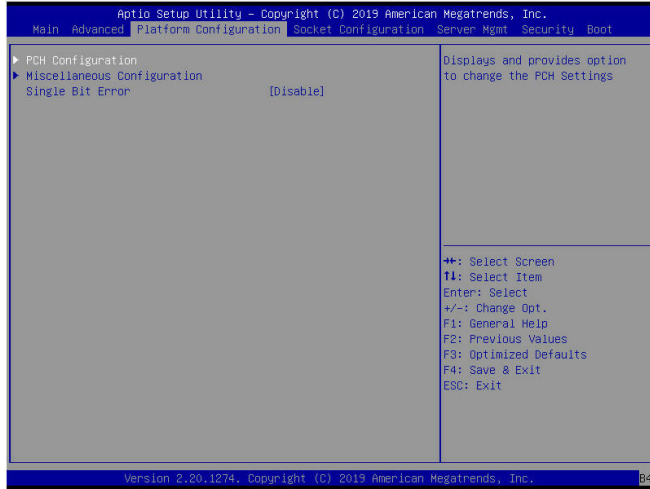 Aptio Setup Utility – Copyright (C) 2019 American Megatrends, Inc.
Main Advanced Platform Configuration Socket Configuration Server Mgmt Security Boot
PCH Configuration
Miscellaneous Configuration
Single Bit Error [Disable]
Displays and provides option
to change the PCH Settings
→←: Select Screen
↑↓: Select Item
Enter: Select
+/-: Change Opt.
F1: General Help
F2: Previous Values
F3: Optimized Defaults
F4: Save & Exit
ESC: Exit
Version 2.20.1274. Copyright (C) 2019 American Megatrends, Inc.
B4